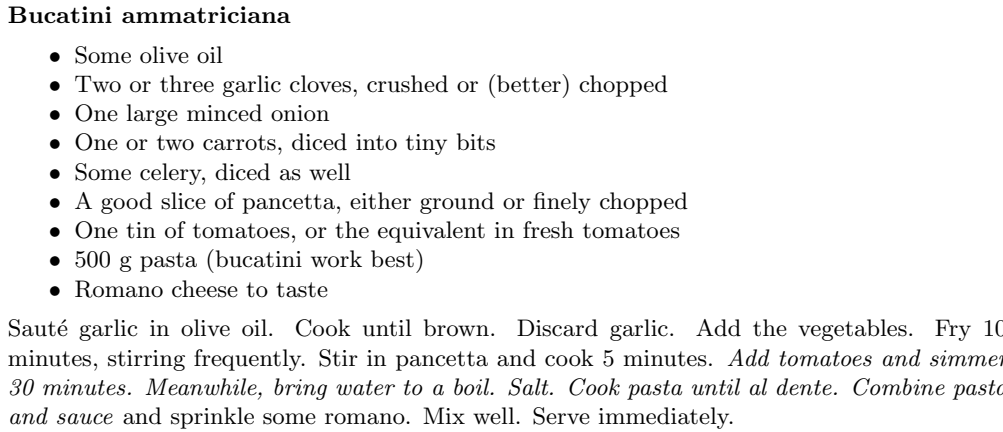 Bucatini ammatriciana
• Some olive oil
• Two or three garlic cloves, crushed or (better) chopped
• One large minced onion
• One or two carrots, diced into tiny bits
• Some celery, diced as well
• A good slice of pancetta, either ground or finely chopped
• One tin of tomatoes, or the equivalent in fresh tomatoes
• 500 g pasta (bucatini work best)
• Romano cheese to taste
Sauté garlic in olive oil. Cook until brown. Discard garlic. Add the vegetables. Fry 10
minutes, stirring frequently. Stir in pancetta and cook 5 minutes. Add tomatoes and simmer
30 minutes. Meanwhile, bring water to a boil. Salt. Cook pasta until al dente. Combine pasta
and sauce and sprinkle some romano. Mix well. Serve immediately.